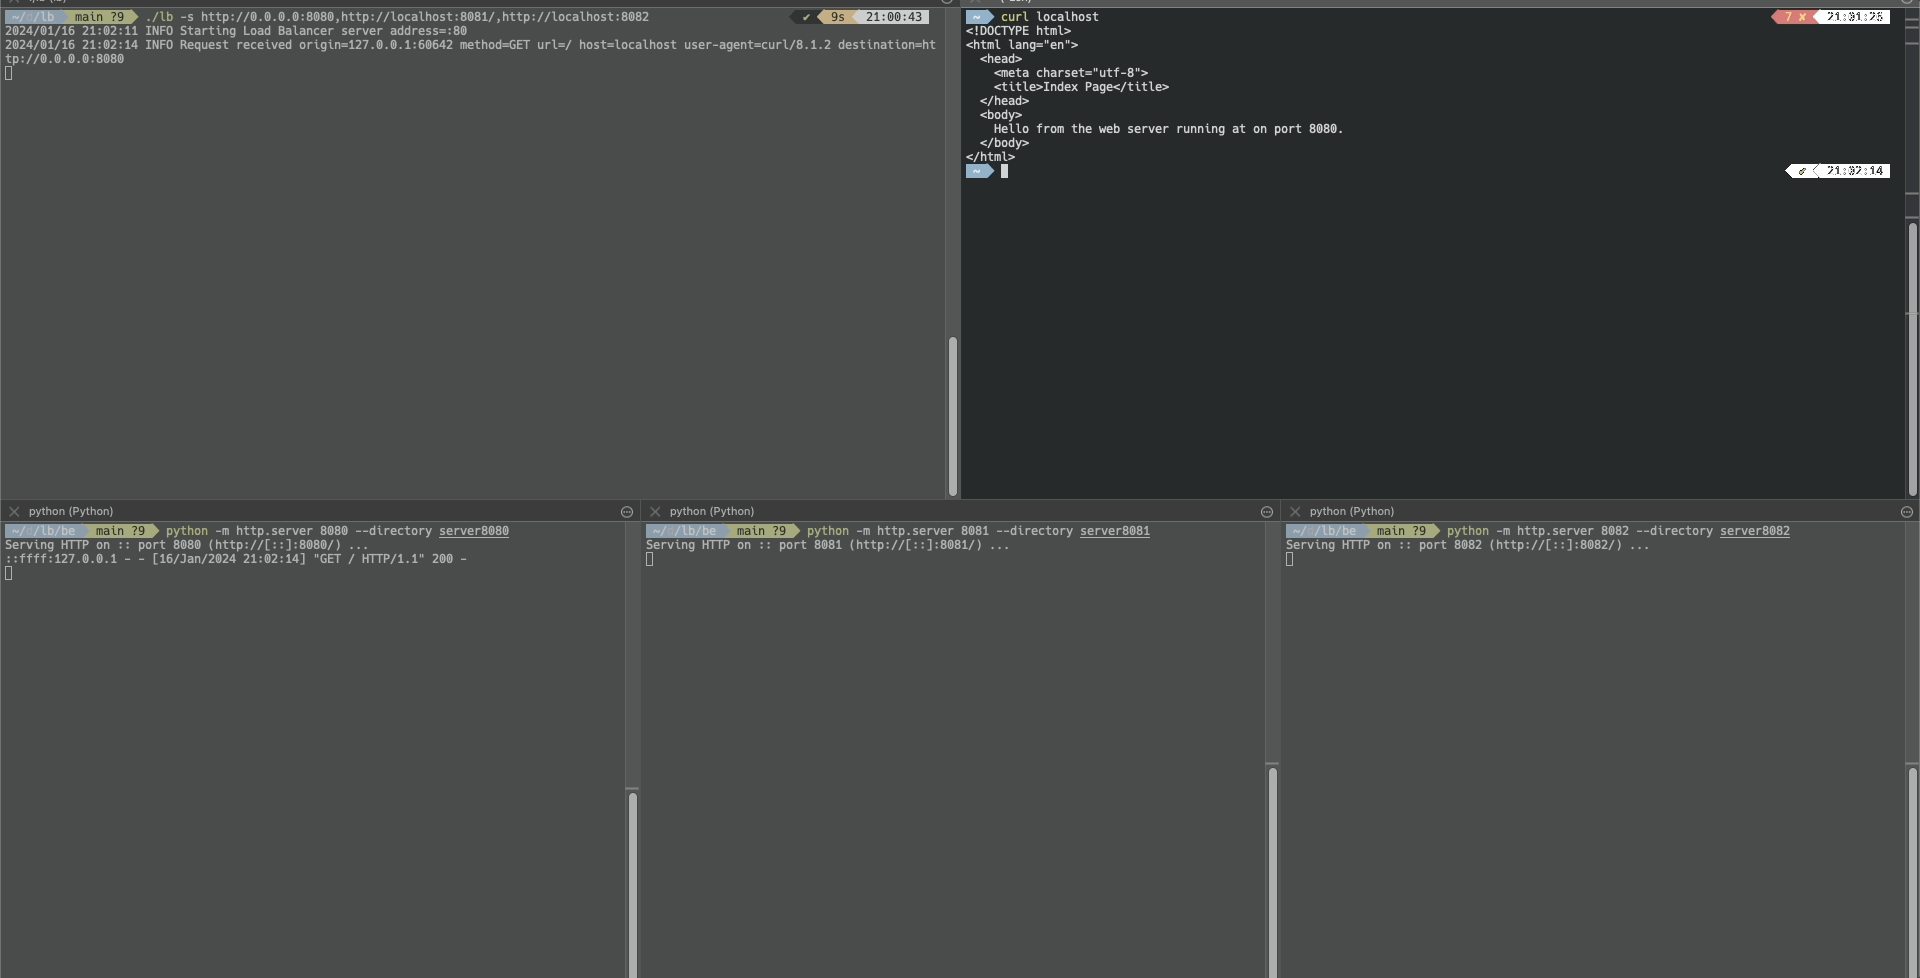 ~/ /lb main ?9 ./lb -s http://0.0.0.0:8080,http://localhost:8081/,http://localhost:8082 ✔ 9s 21:00:43
2024/01/16 21:02:11 INFO Starting Load Balancer server address=:80
2024/01/16 21:02:14 INFO Request received origin=127.0.0.1:60642 method=GET url=/ host=localhost user-agent=curl/8.1.2 destination=ht
tp://0.0.0.0:8080
~ curl localhost 7 ✘ 21:01:26
<!DOCTYPE html>
<html lang="en">
<head>
<meta charset="utf-8">
<title>Index Page</title>
</head>
<body>
Hello from the web server running at on port 8080.
</body>
</html>
~ ✔ 21:02:14
python (Python)
~/ /lb/be main ?9 python -m http.server 8080 --directory server8080
Serving HTTP on :: port 8080 (http://[::]:8080/) ...
::ffff:127.0.0.1 - - [16/Jan/2024 21:02:14] "GET / HTTP/1.1" 200 -
python (Python)
~/ /lb/be main ?9 python -m http.server 8081 --directory server8081
Serving HTTP on :: port 8081 (http://[::]:8081/) ...
python (Python)
~/ /lb/be main ?9 python -m http.server 8082 --directory server8082
Serving HTTP on :: port 8082 (http://[::]:8082/) ...